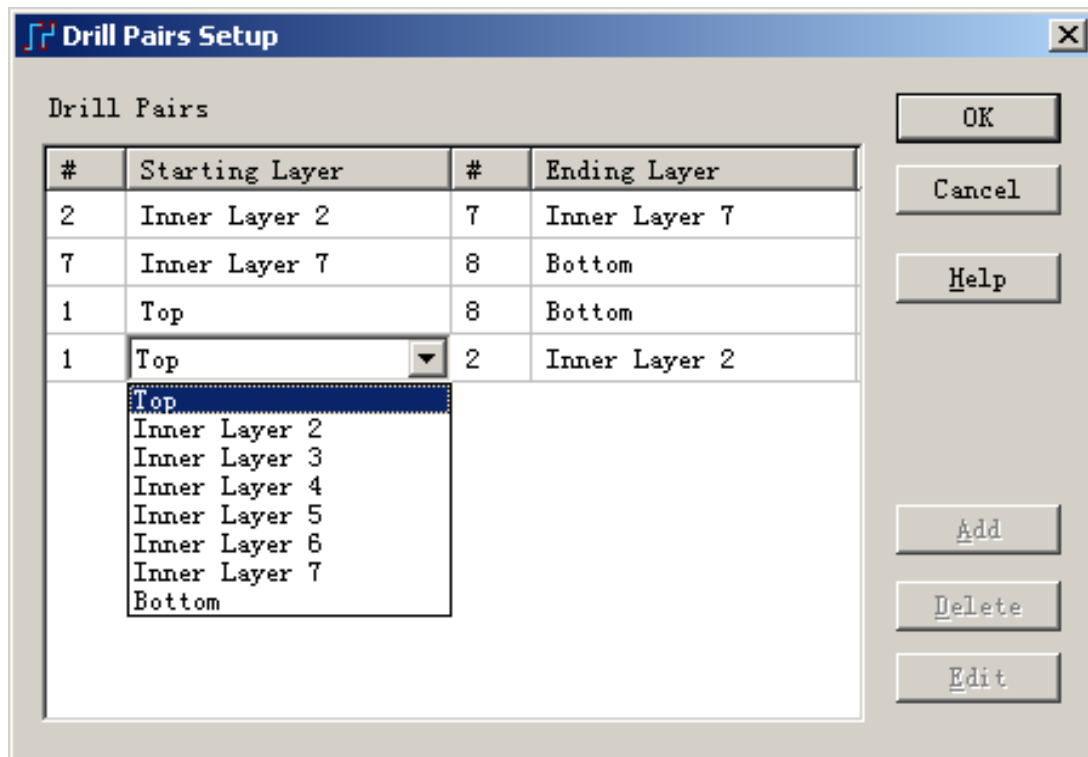 Drill Pairs Setup
Drill Pairs
OK
# Starting Layer # Ending Layer
Cancel
2 Inner Layer 2 7 Inner Layer 7
7 Inner Layer 7 8 Bottom
Help
1 Top 8 Bottom
1 Top 2 Inner Layer 2
Top
Inner Layer 2
Inner Layer 3
Inner Layer 4
Inner Layer 5
Inner Layer 6
Inner Layer 7
Bottom
Add
Delete
Edit